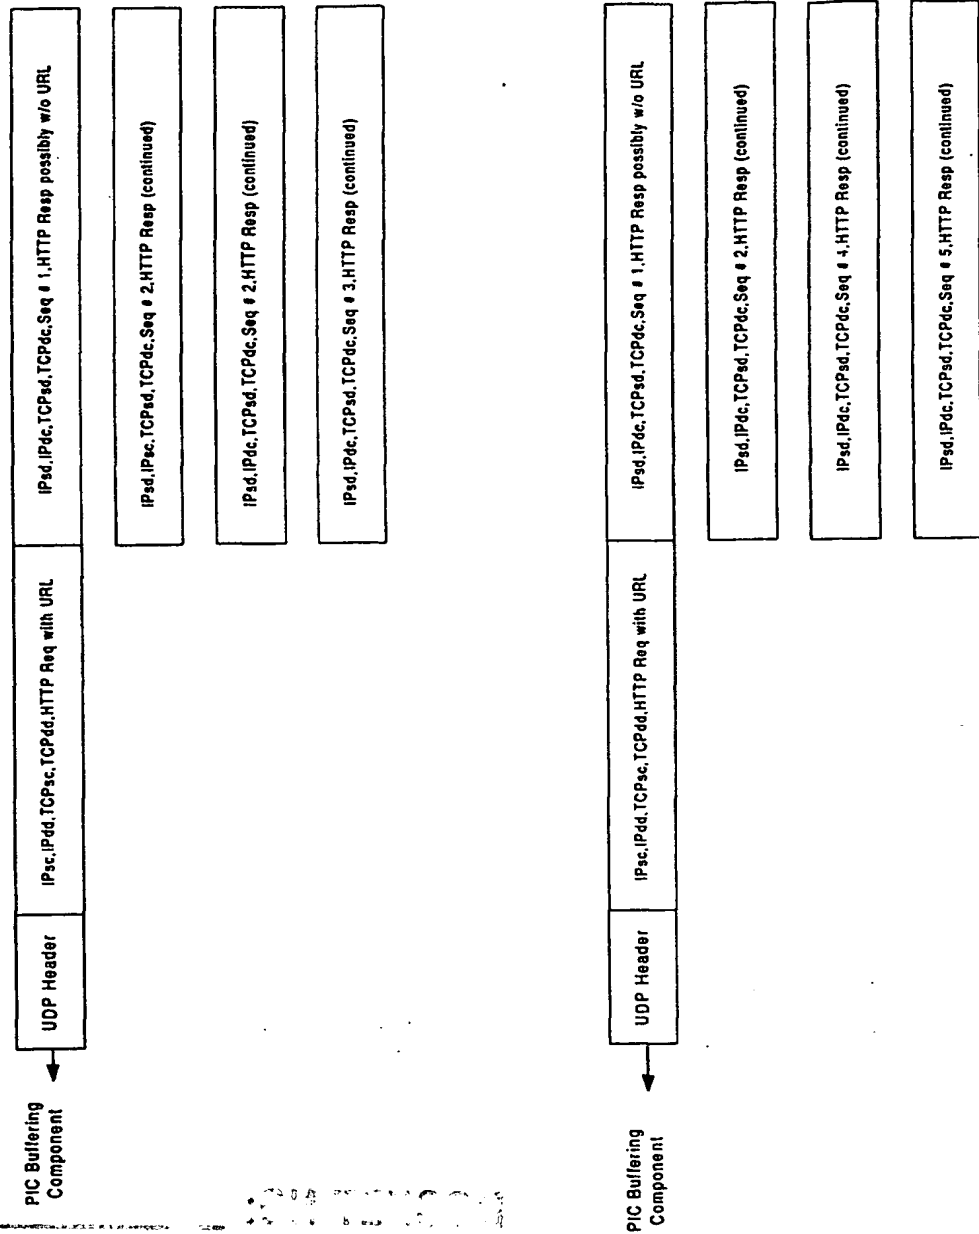 PIC Buffering
Component
UDP Header
IPsc,IPdd,TCPsc,TCPdd,HTTP Req with URL
IPsd,IPdc,TCPsd,TCPdc,Seq # 1,HTTP Resp possibly w/o URL
IPsd,IPsc,TCPsd,TCPdc,Seq # 2,HTTP Resp (continued)
IPsd,IPdc,TCPsd,TCPdc,Seq # 2,HTTP Resp (continued)
IPsd,IPdc,TCPsd,TCPdc,Seq # 3,HTTP Resp (continued)
PIC Buffering
Component
UDP Header
IPsc,IPdd,TCPsc,TCPdd,HTTP Req with URL
IPsd,IPdc,TCPsd,TCPdc,Seq # 1,HTTP Resp possibly w/o URL
IPsd,IPdc,TCPsd,TCPdc,Seq # 2,HTTP Resp (continued)
IPsd,IPdc,TCPsd,TCPdc,Seq # 4,HTTP Resp (continued)
IPsd,IPdc,TCPsd,TCPdc,Seq # 5,HTTP Resp (continued)